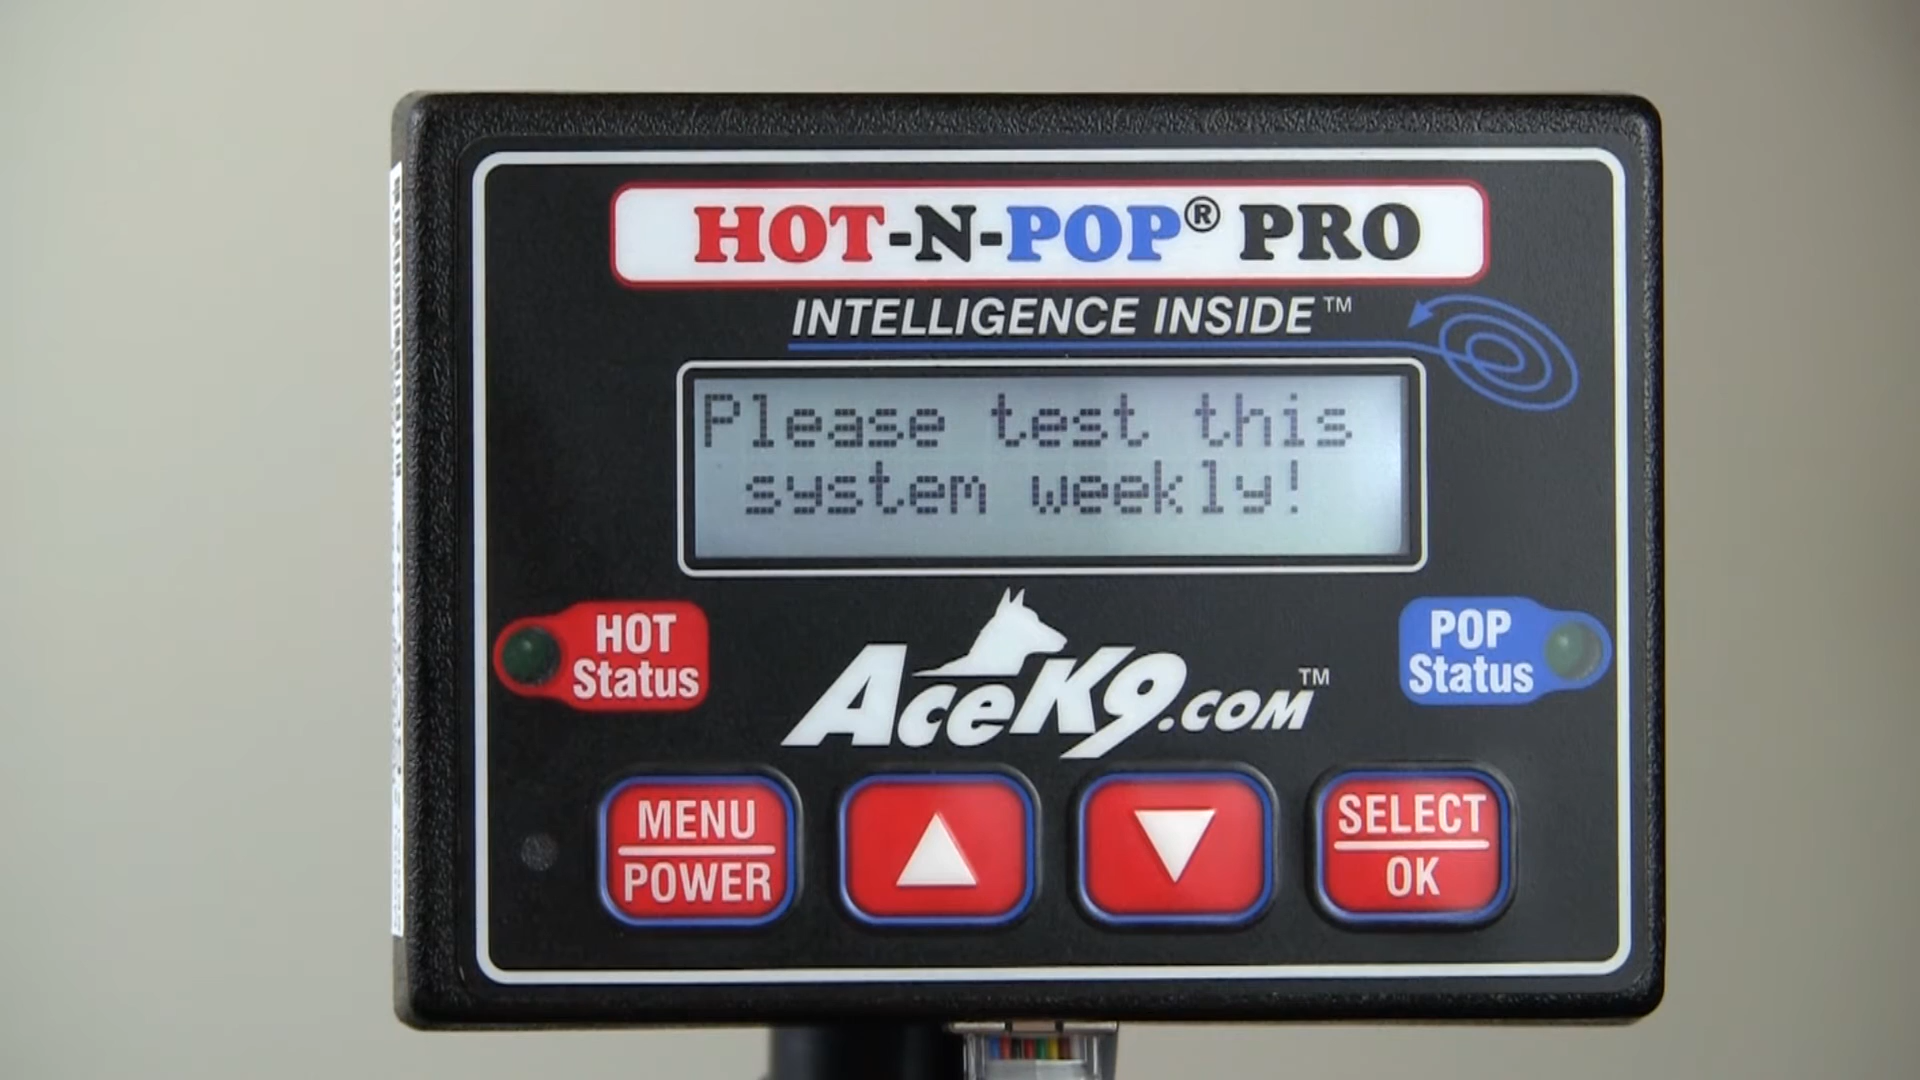 HOT-N-POP® PRO
INTELLIGENCE INSIDE™
Please test this
system weekly!
HOT
Status
POP
Status
AceK9.com™
MENU
POWER
SELECT
OK